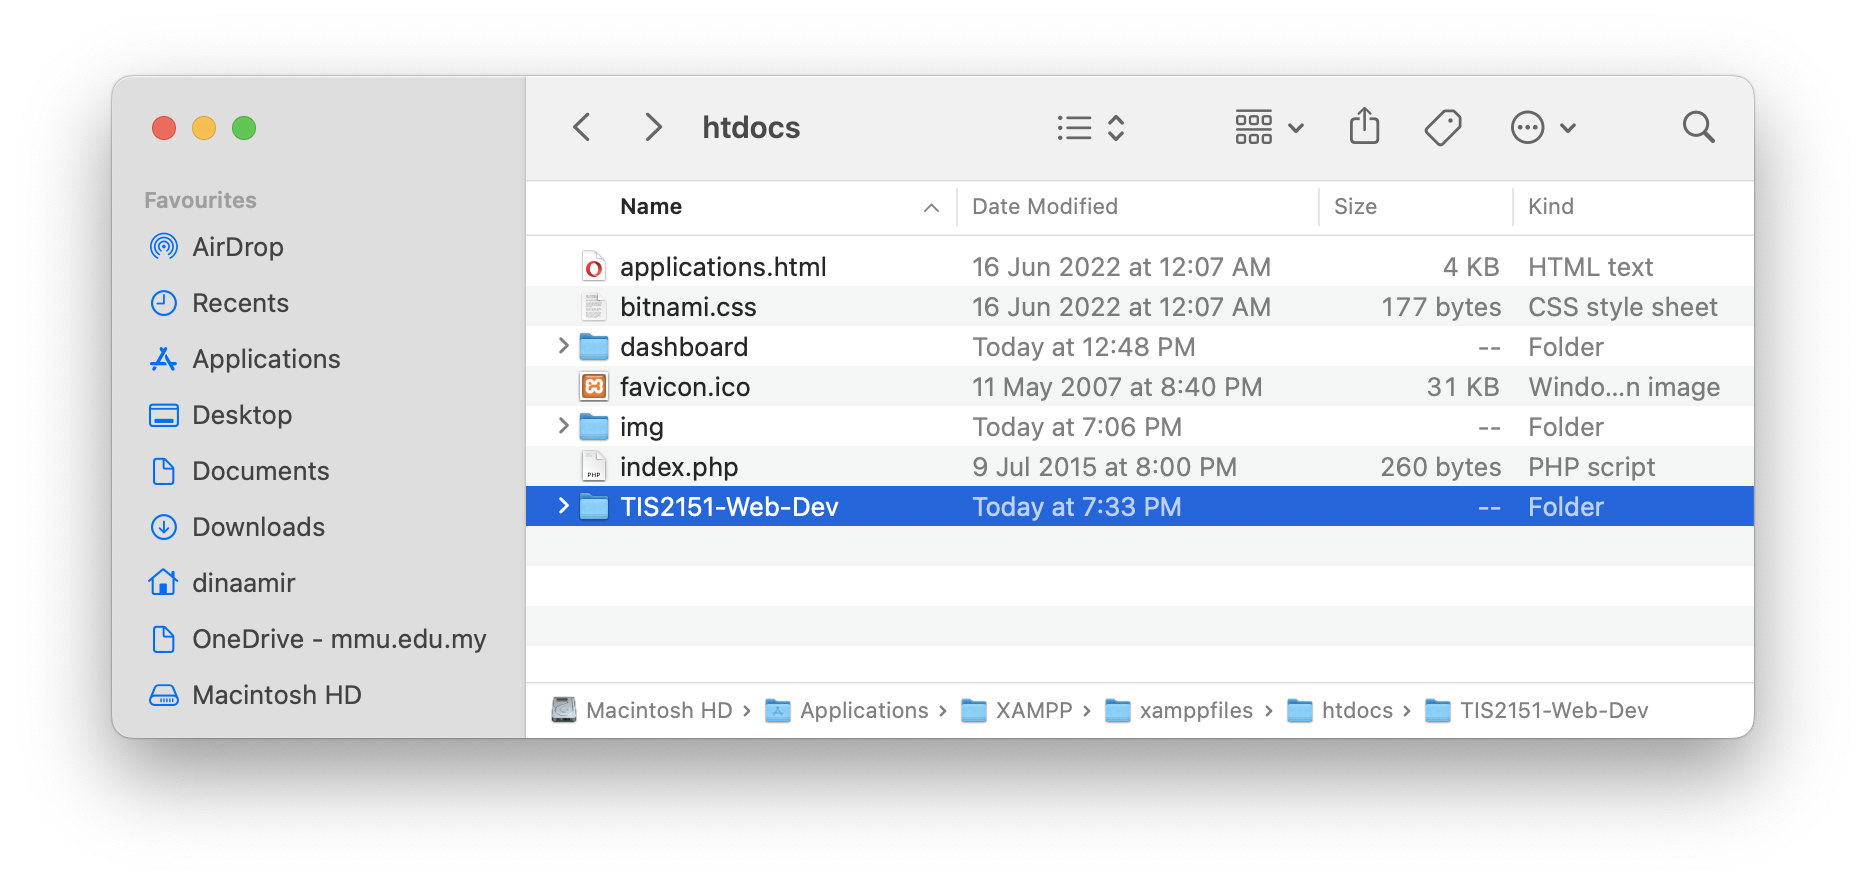 htdocs
Favourites
AirDrop
Recents
Applications
Desktop
Documents
Downloads
dinaamir
OneDrive - mmu.edu.my
Macintosh HD
Name Date Modified Size Kind
applications.html 16 Jun 2022 at 12:07 AM 4 KB HTML text
bitnami.css 16 Jun 2022 at 12:07 AM 177 bytes CSS style sheet
dashboard Today at 12:48 PM -- Folder
favicon.ico 11 May 2007 at 8:40 PM 31 KB Windo...n image
img Today at 7:06 PM -- Folder
PHP index.php 9 Jul 2015 at 8:00 PM 260 bytes PHP script
TIS2151-Web-Dev Today at 7:33 PM -- Folder
Macintosh HD › Applications › XAMPP › xamppfiles › htdocs › TIS2151-Web-Dev